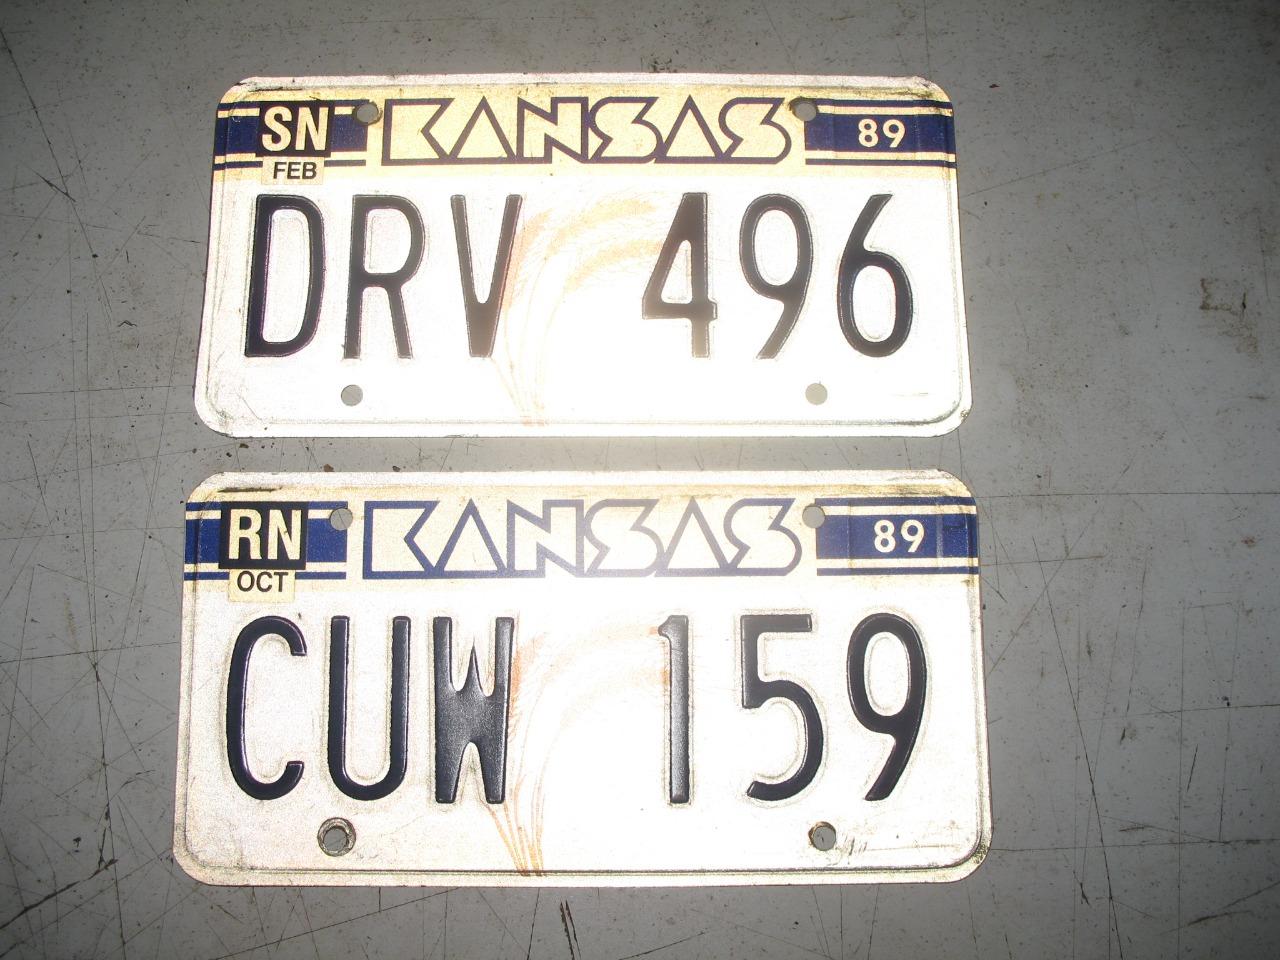 SN KANSAS 89
FEB
DRV 496
RN KANSAS 89
OCT
CUW 159